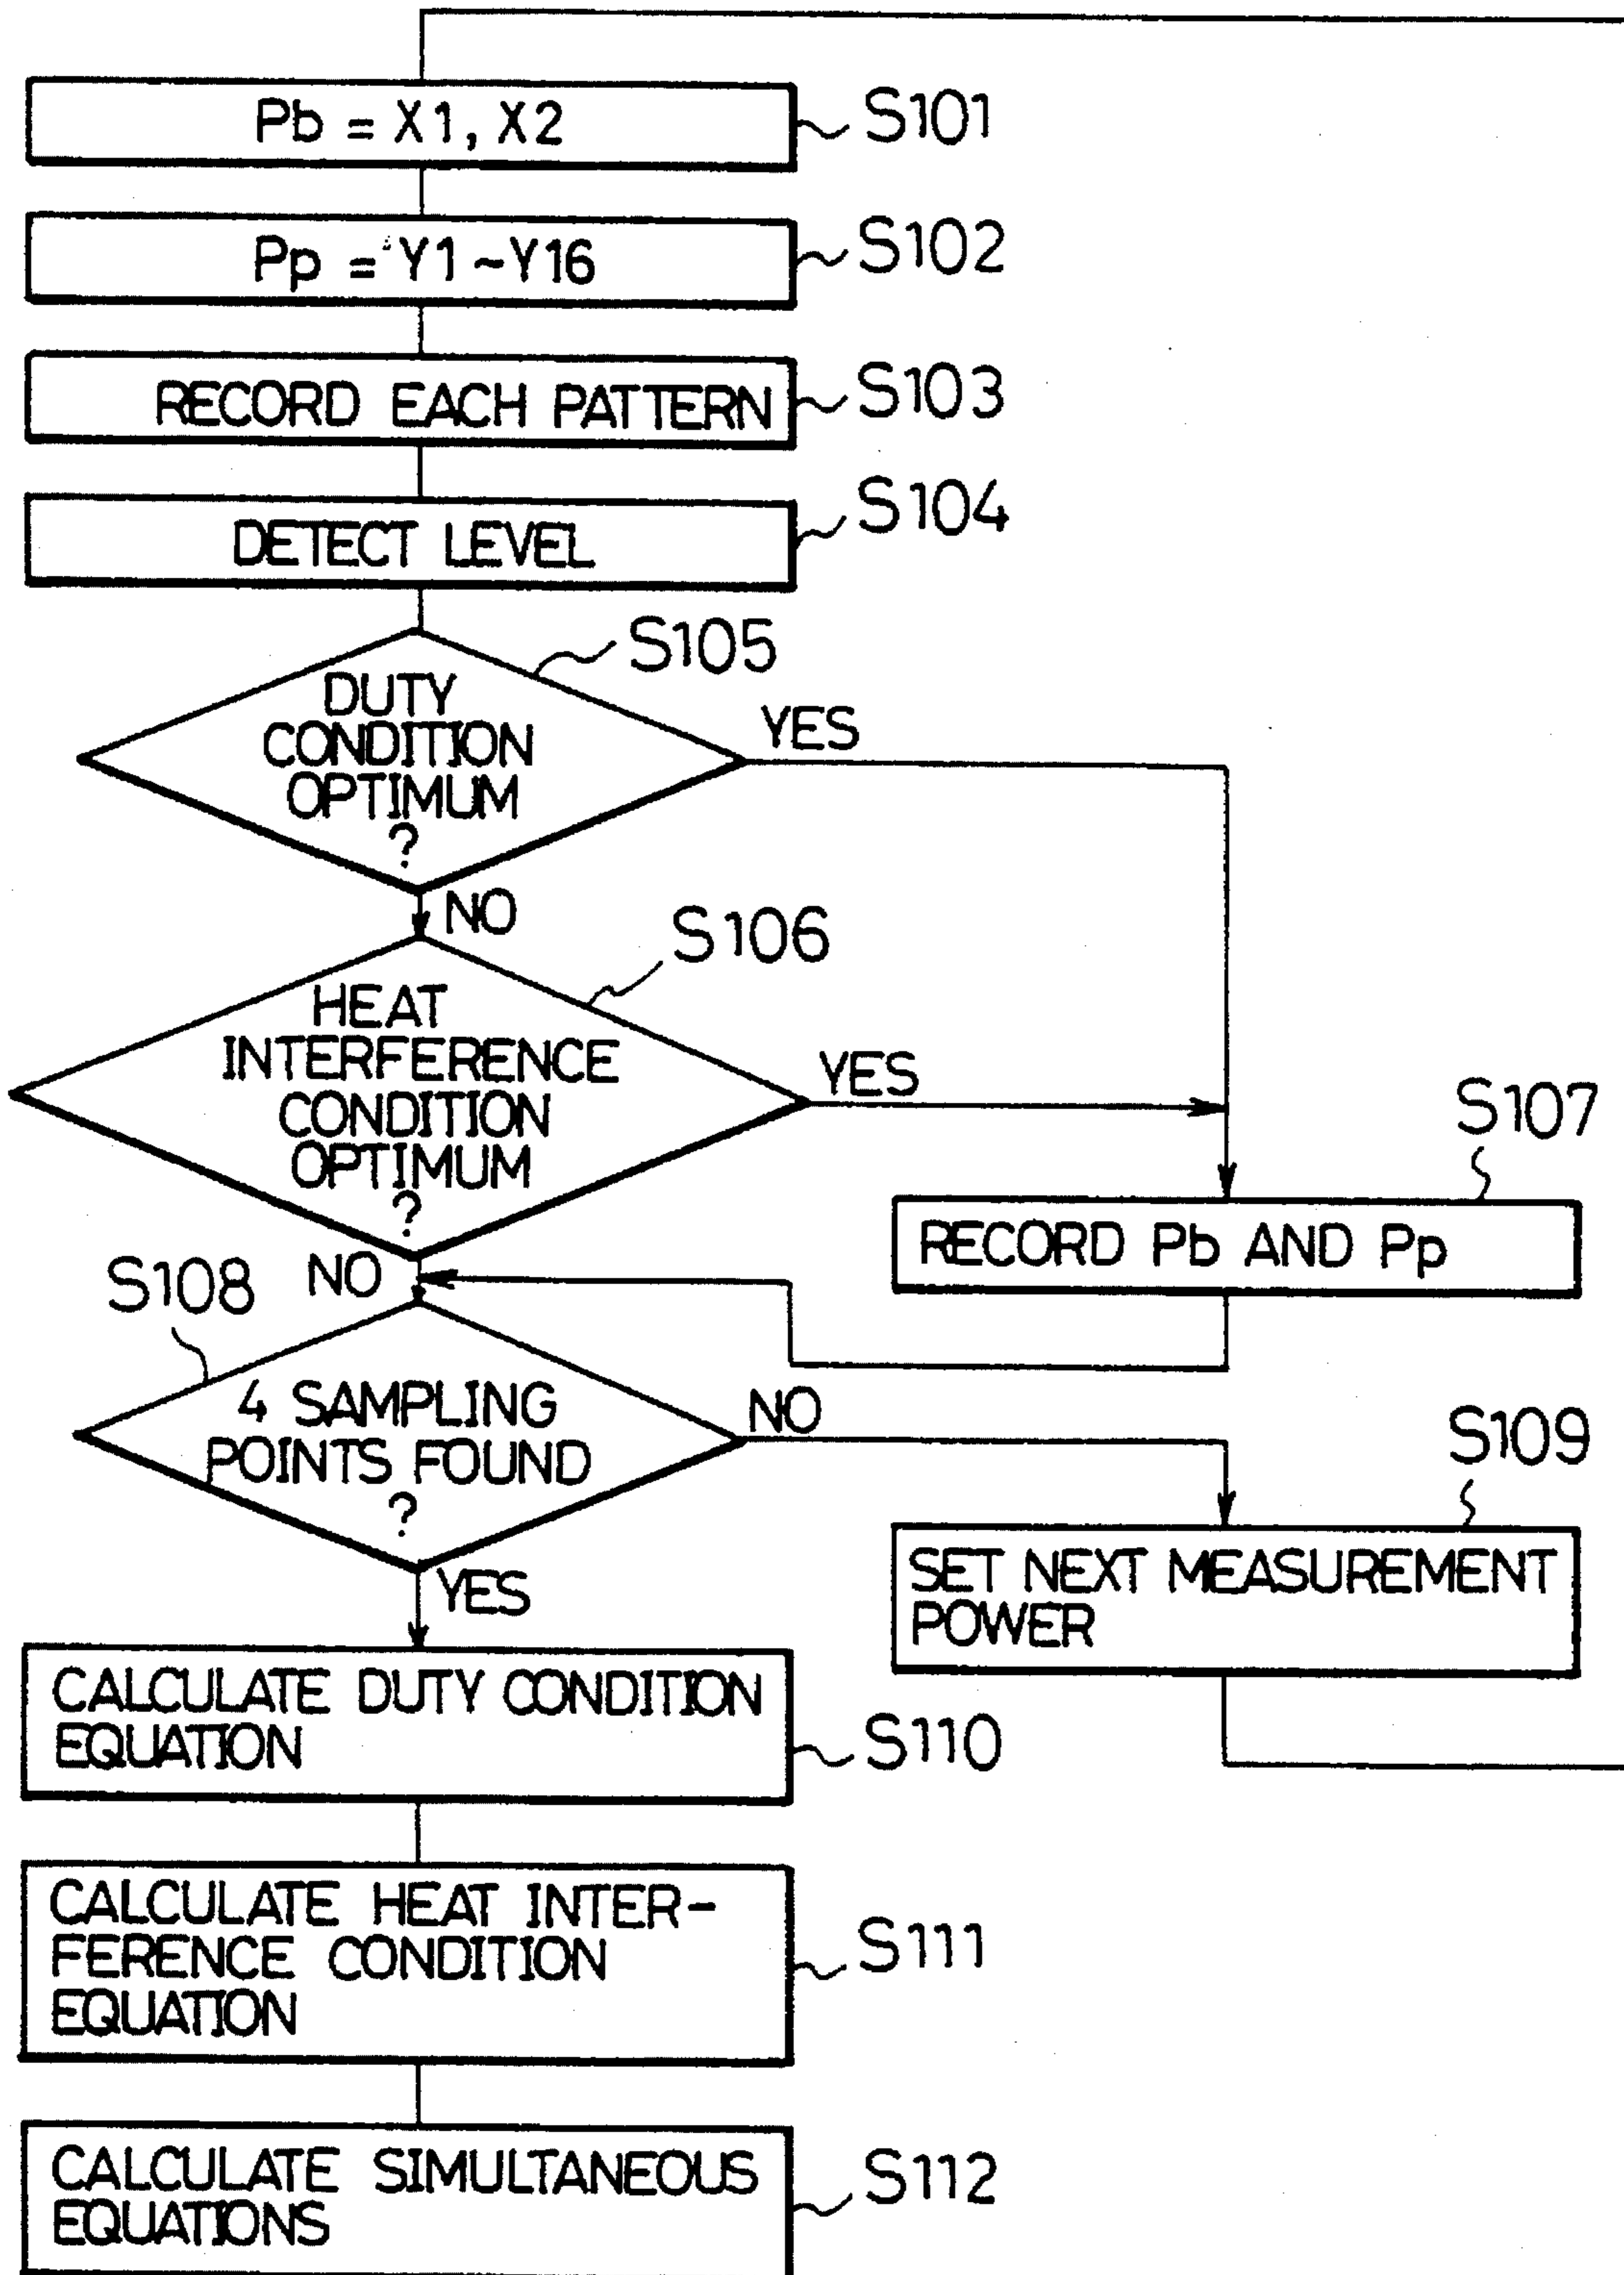 Pb = X1, X2
S101
Pp = Y1 ~ Y16
S102
RECORD EACH PATTERN
S103
DETECT LEVEL
S104
S105
DUTY
CONDITION
OPTIMUM
?
YES
NO
S106
HEAT
INTERFERENCE
CONDITION
OPTIMUM
?
YES
NO
S107
RECORD Pb AND Pp
S108
4 SAMPLING
POINTS FOUND
?
NO
YES
S109
SET NEXT MEASUREMENT
POWER
CALCULATE DUTY CONDITION
EQUATION
S110
CALCULATE HEAT INTER-
FERENCE CONDITION
EQUATION
S111
CALCULATE SIMULTANEOUS
EQUATIONS
S112